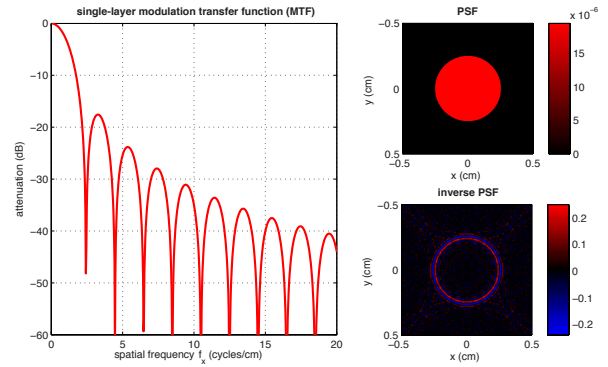 single-layer modulation transfer function (MTF)
0
−10
−20
−30
−40
−50
−60
attenuation (dB)
0 5 10 15 20
spatial frequency f_x (cycles/cm)
PSF
−0.5
0
0.5
y (cm)
−0.5 0 0.5
x (cm)
x 10^-6
15
10
5
0
inverse PSF
−0.5
0
0.5
y (cm)
−0.5 0 0.5
x (cm)
0.2
0.1
0
−0.1
−0.2